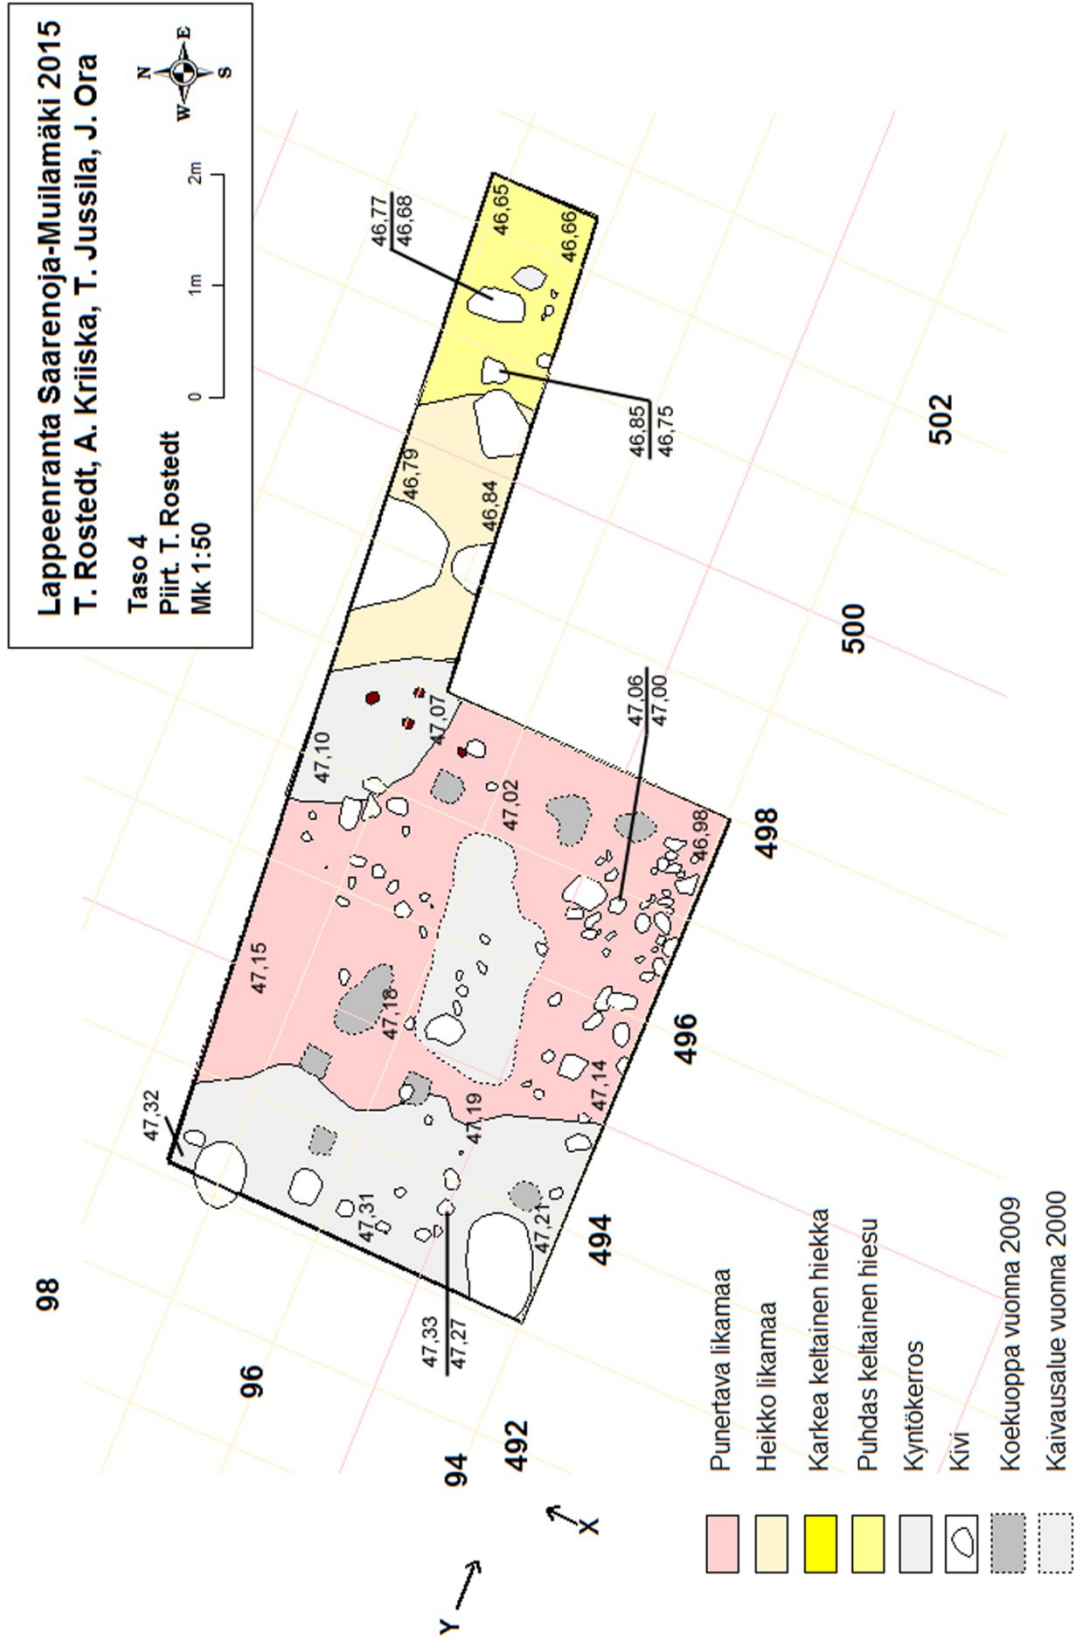 Lappeenranta Saarenoja-Muilamäki 2015
T. Rostedt, A. Kriiska, T. Jussila, J. Ora
Taso 4
Piirt. T. Rostedt
Mk 1:50
0 1m 2m
N
W E
S
46,77
46,68
46,65
46,66
46,85
46,75
46,79
46,84
47,10
47,07
47,02
47,06
47,00
46,98
47,15
47,18
47,19
47,14
47,32
47,31
47,21
47,33
47,27
98
96
94
492
494
496
498
500
502
Y
X
Punertava likamaa
Heikko likamaa
Karkea keltainen hiekka
Puhdas keltainen hiesu
Kyntökerros
Kivi
Koekuoppa vuonna 2009
Kaivausalue vuonna 2000